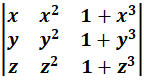 |x x² 1 + x³|
|y y² 1 + y³|
|z z² 1 + z³|